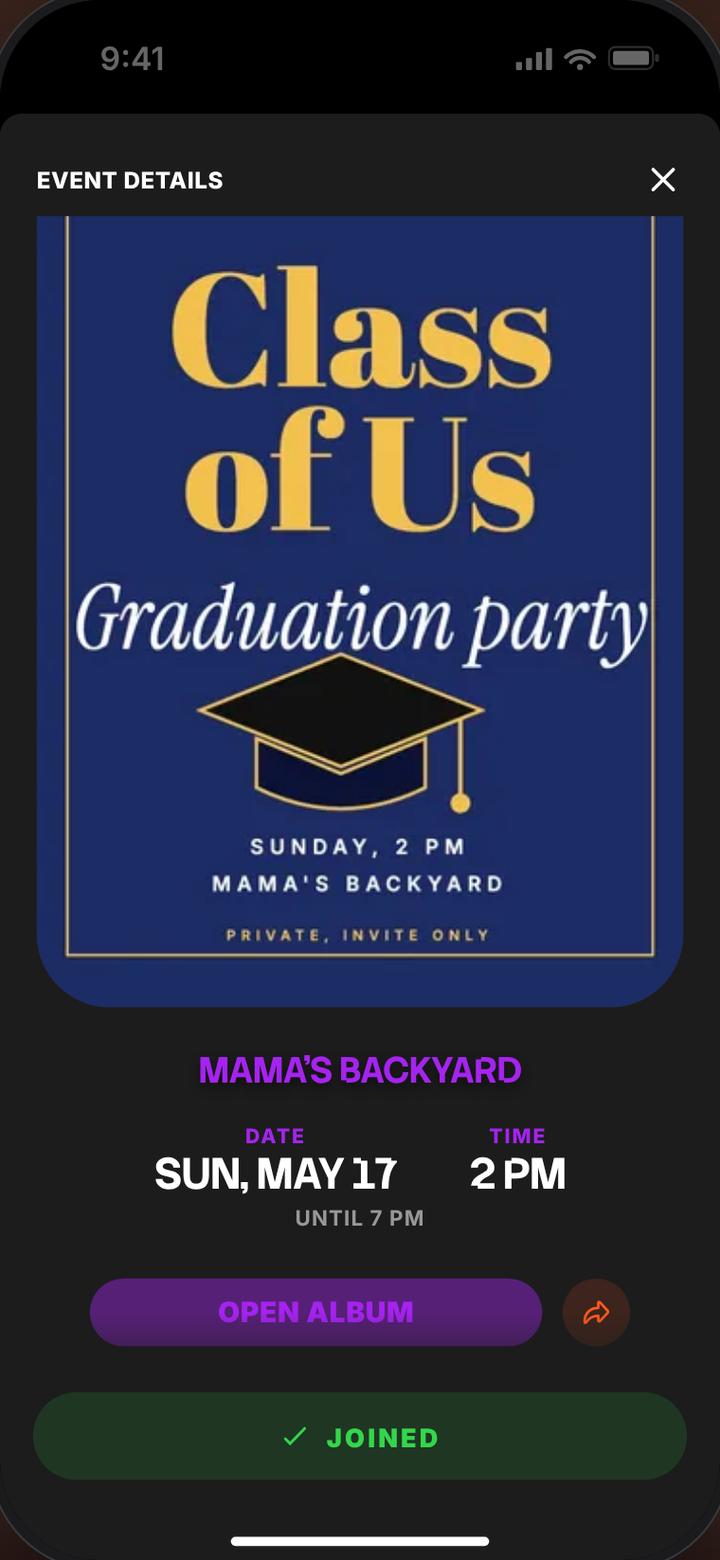 9:41
EVENT DETAILS
Class
of Us
Graduation party
SUNDAY, 2 PM
MAMA'S BACKYARD
PRIVATE, INVITE ONLY
MAMA’S BACKYARD
DATE
TIME
SUN, MAY 17
2 PM
UNTIL 7 PM
OPEN ALBUM
JOINED